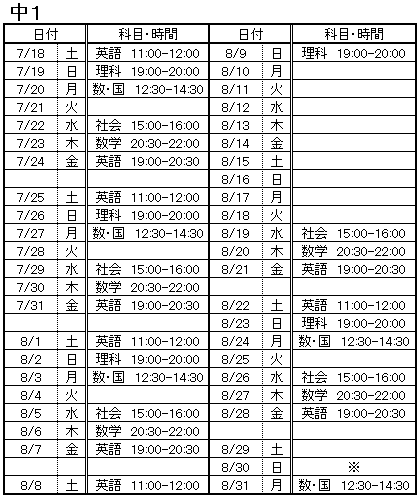 中1
日付 科目・時間 日付 科目・時間
7/18 土 英語 11:00-12:00 8/9 日 理科 19:00-20:00
7/19 日 理科 19:00-20:00 8/10 月
7/20 月 数・国 12:30-14:30 8/11 火
7/21 火 8/12 水
7/22 水 社会 15:00-16:00 8/13 木
7/23 木 数学 20:30-22:00 8/14 金
7/24 金 英語 19:00-20:30 8/15 土
8/16 日
7/25 土 英語 11:00-12:00 8/17 月
7/26 日 理科 19:00-20:00 8/18 火
7/27 月 数・国 12:30-14:30 8/19 水 社会 15:00-16:00
7/28 火 8/20 木 数学 20:30-22:00
7/29 水 社会 15:00-16:00 8/21 金 英語 19:00-20:30
7/30 木 数学 20:30-22:00
7/31 金 英語 19:00-20:30 8/22 土 英語 11:00-12:00
8/23 日 理科 19:00-20:00
8/1 土 英語 11:00-12:00 8/24 月 数・国 12:30-14:30
8/2 日 理科 19:00-20:00 8/25 火
8/3 月 数・国 12:30-14:30 8/26 水 社会 15:00-16:00
8/4 火 8/27 木 数学 20:30-22:00
8/5 水 社会 15:00-16:00 8/28 金 英語 19:00-20:30
8/6 木 数学 20:30-22:00
8/7 金 英語 19:00-20:30 8/29 土
8/30 日 ※
8/8 土 英語 11:00-12:00 8/31 月 数・国 12:30-14:30